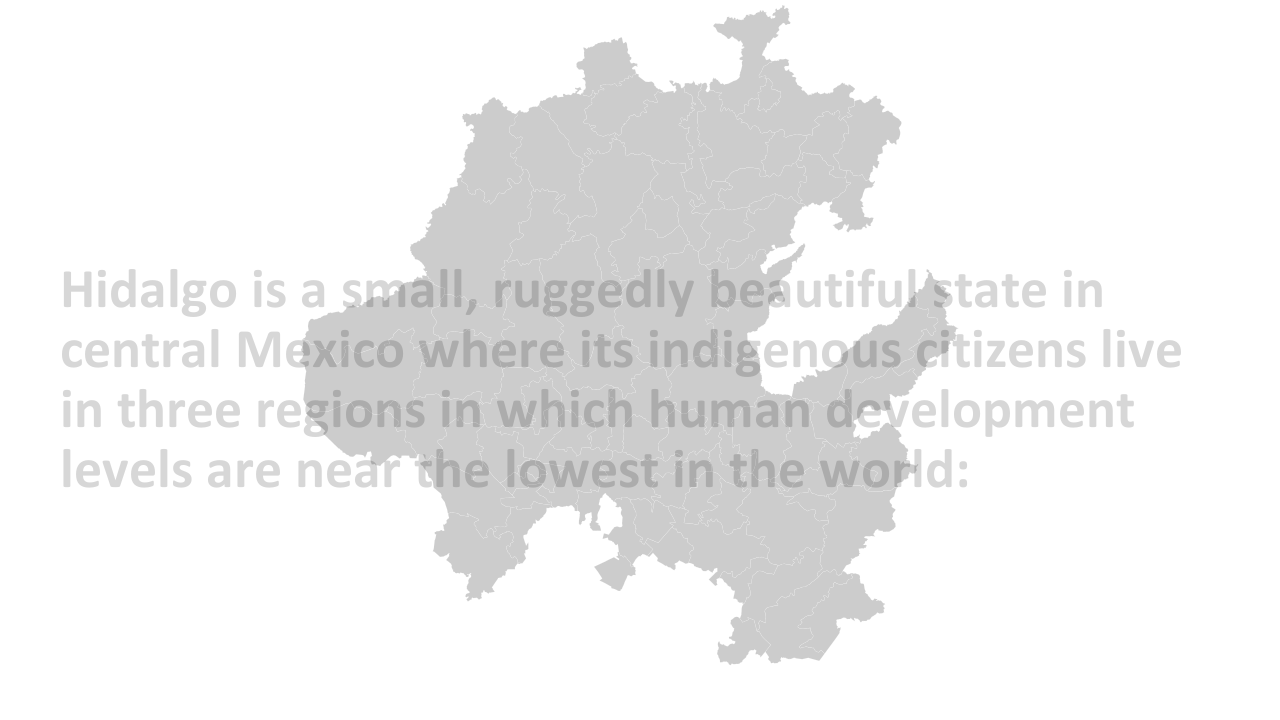 Hidalgo is a small, ruggedly beautiful state in
central Mexico where its indigenous citizens live
in three regions in which human development
levels are near the lowest in the world: